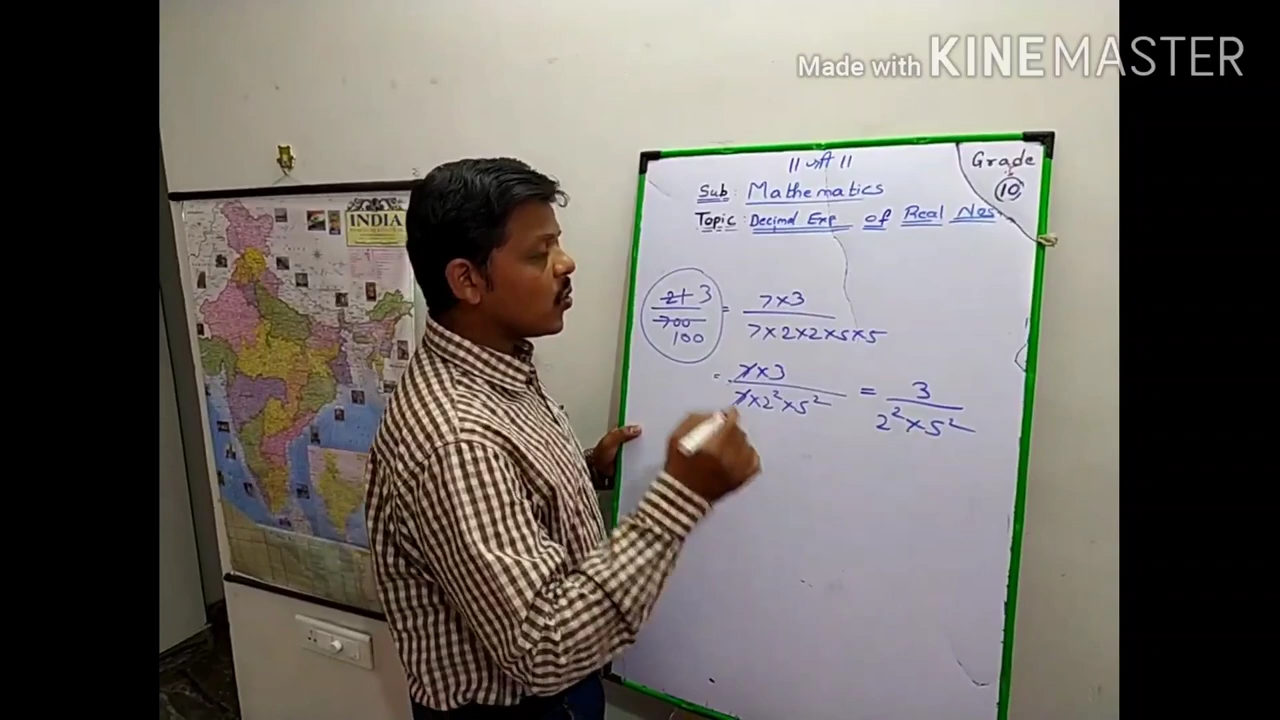 Made with KINEMASTER
INDIA
|| શ્રી ||
Grade
10
Sub : Mathematics
Topic : Decimal Exp of Real Nos
21 3 / 700 100 = 7×3 / 7×2×2×5×5
= 7×3 / 7×2²×5² = 3 / 2²×5²